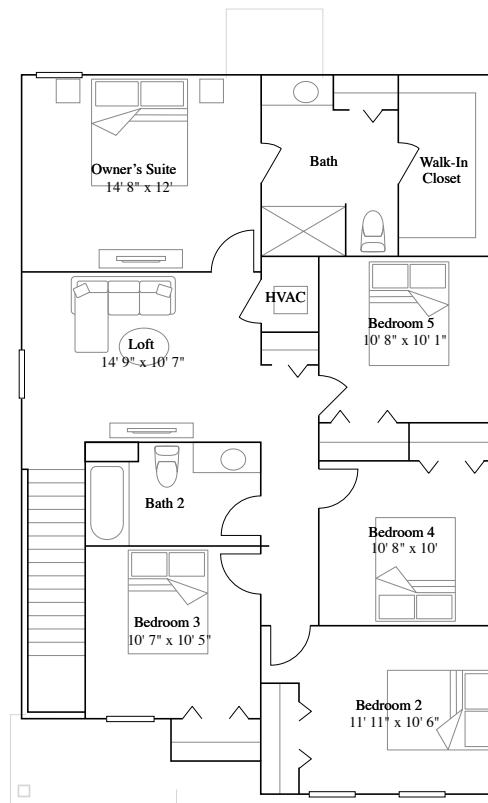 Owner's Suite
14' 8" x 12'
Bath
Walk-In
Closet
HVAC
Bedroom 5
10' 8" x 10' 1"
Loft
14' 9" x 10' 7"
Bath 2
Bedroom 4
10' 8" x 10'
Bedroom 3
10' 7" x 10' 5"
Bedroom 2
11' 11" x 10' 6"